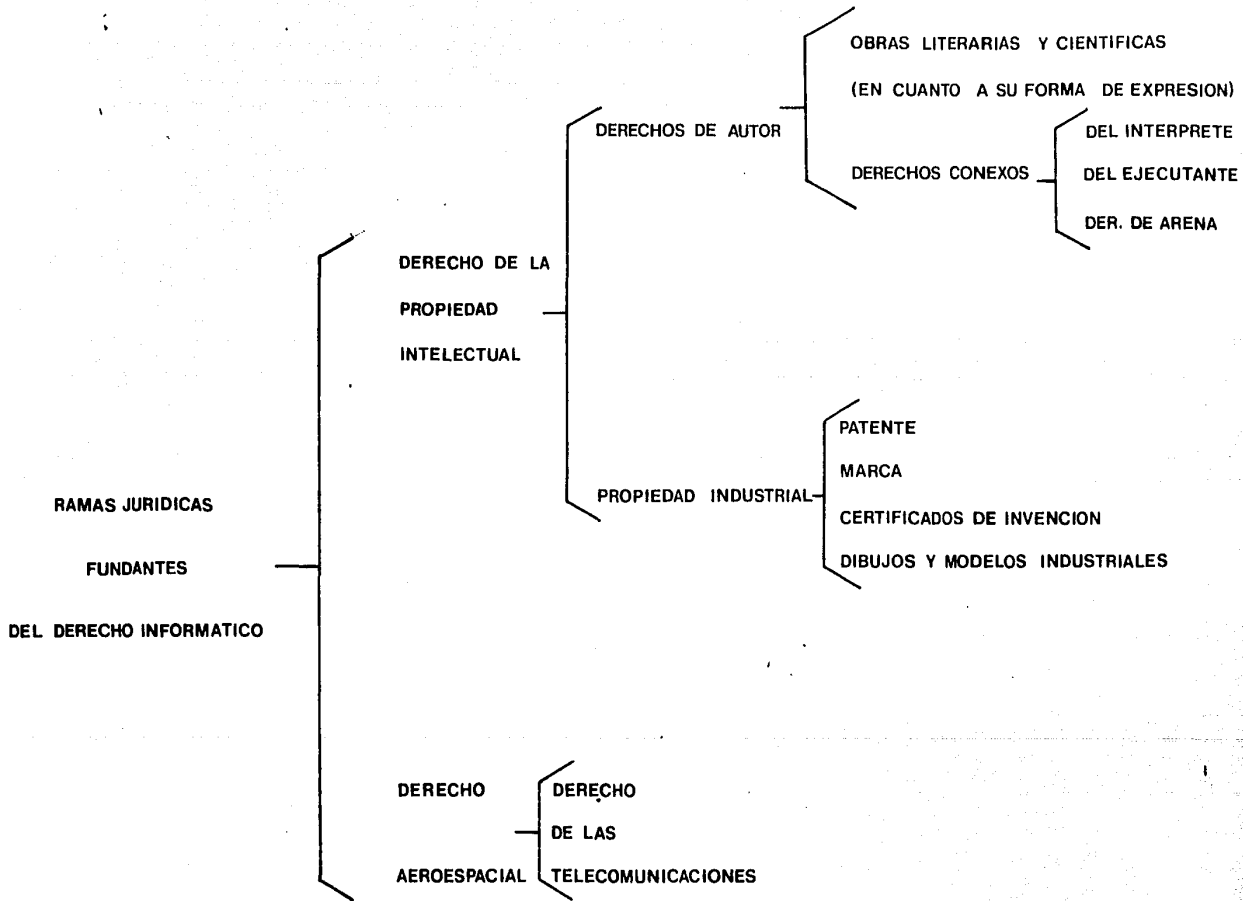 RAMAS JURIDICAS
FUNDANTES
DEL DERECHO INFORMATICO
DERECHO DE LA
PROPIEDAD
INTELECTUAL
DERECHOS DE AUTOR
OBRAS LITERARIAS Y CIENTIFICAS
(EN CUANTO A SU FORMA DE EXPRESION)
DERECHOS CONEXOS
DEL INTERPRETE
DEL EJECUTANTE
DER. DE ARENA
PROPIEDAD INDUSTRIAL
PATENTE
MARCA
CERTIFICADOS DE INVENCION
DIBUJOS Y MODELOS INDUSTRIALES
DERECHO
AEROESPACIAL
DERECHO
DE LAS
TELECOMUNICACIONES